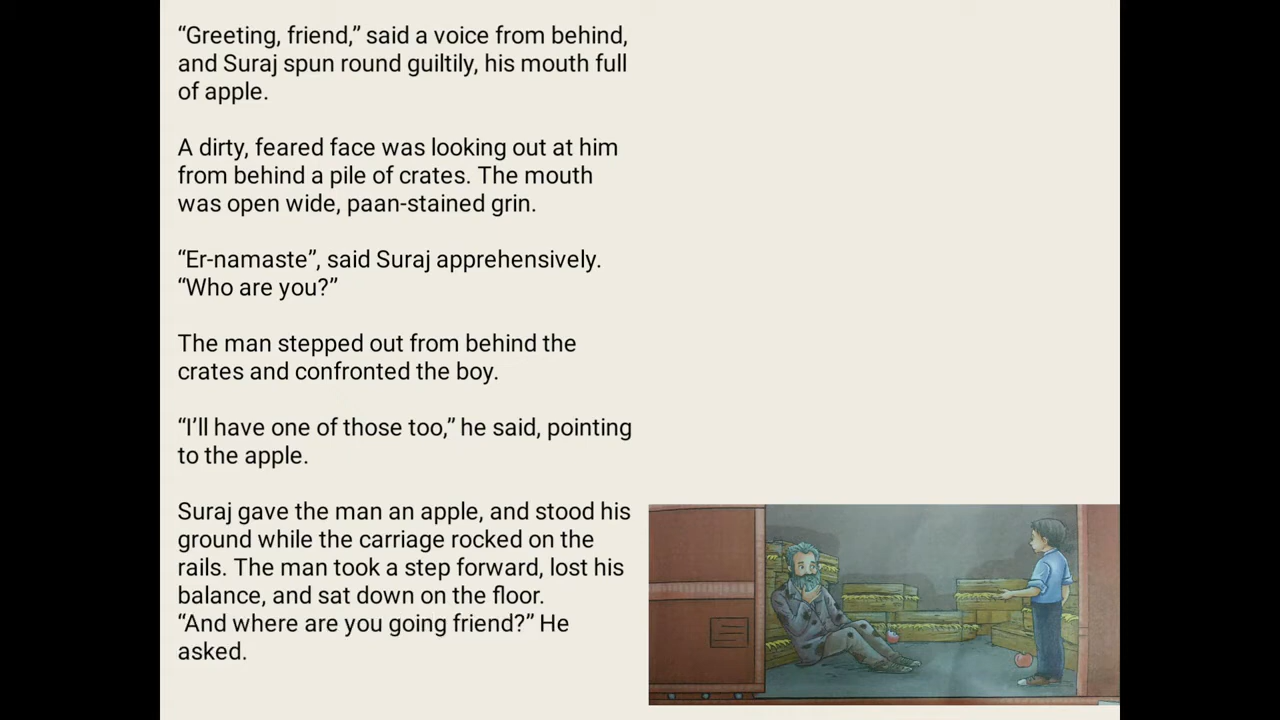 “Greeting, friend,” said a voice from behind,
and Suraj spun round guiltily, his mouth full
of apple.
A dirty, feared face was looking out at him
from behind a pile of crates. The mouth
was open wide, paan-stained grin.
“Er-namaste”, said Suraj apprehensively.
“Who are you?”
The man stepped out from behind the
crates and confronted the boy.
“I’ll have one of those too,” he said, pointing
to the apple.
Suraj gave the man an apple, and stood his
ground while the carriage rocked on the
rails. The man took a step forward, lost his
balance, and sat down on the floor.
“And where are you going friend?” He
asked.